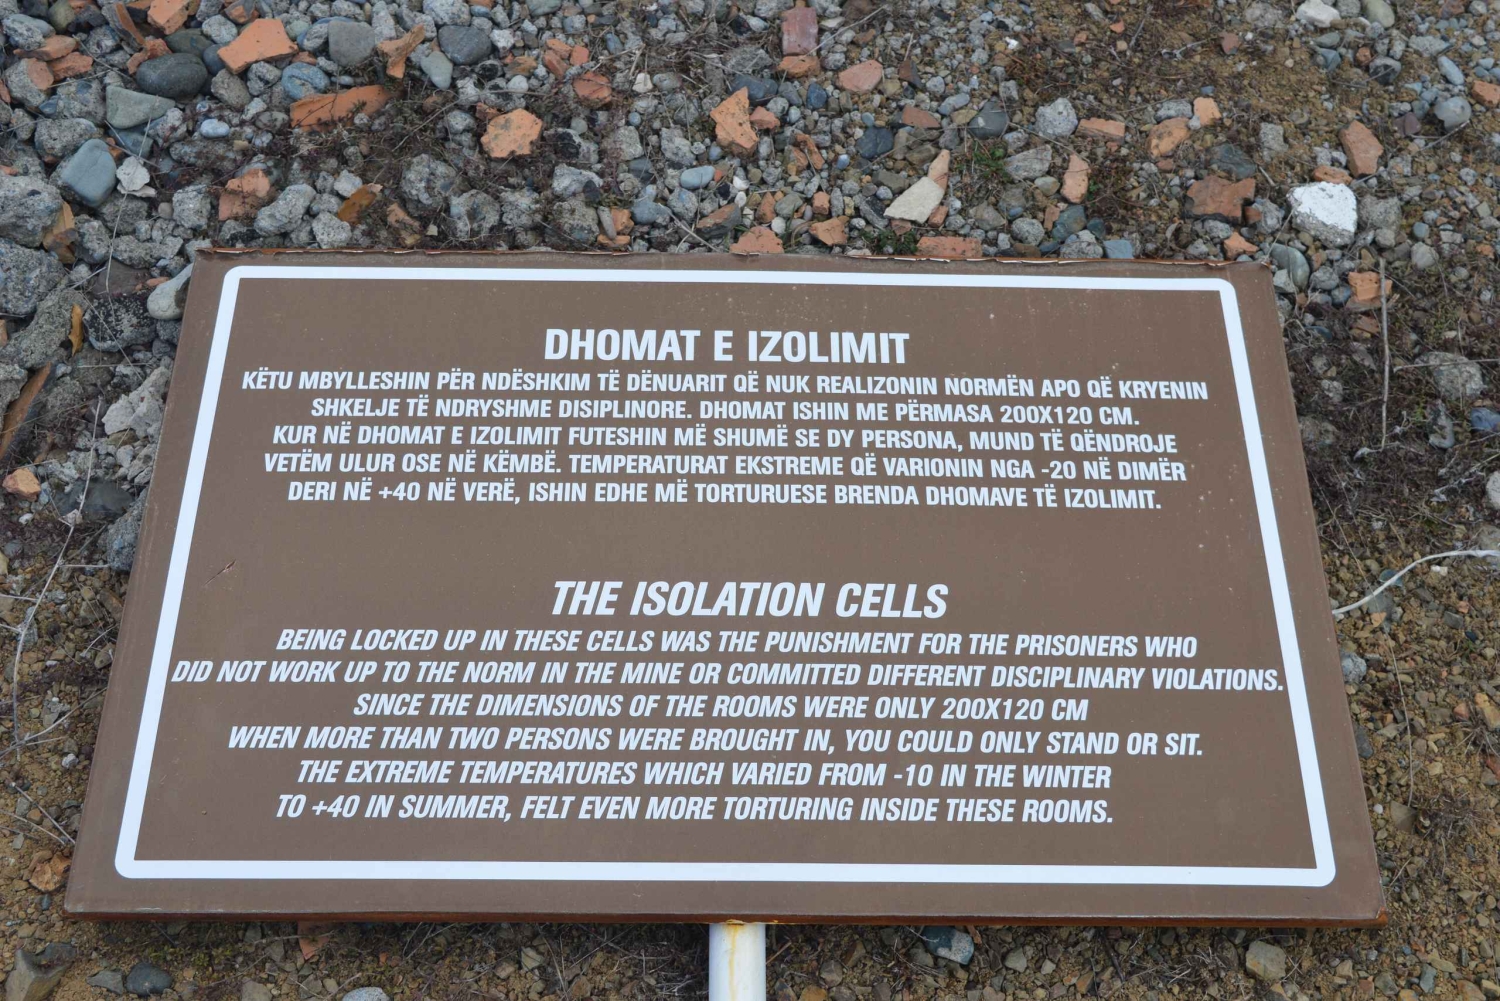 DHOMAT E IZOLIMIT
KËTU MBYLLESHIN PËR NDËSHKIM TË DËNUARIT QË NUK REALIZONIN NORMËN APO QË KRYENIN
SHKELJE TË NDRYSHME DISIPLINORE. DHOMAT ISHIN ME PËRMASA 200X120 CM.
KUR NË DHOMAT E IZOLIMIT FUTESHIN MË SHUMË SE DY PERSONA, MUND TË QËNDROJE
VETËM ULUR OSE NË KËMBË. TEMPERATURAT EKSTREME QË VARIONIN NGA -20 NË DIMËR
DERI NË +40 NË VERË, ISHIN EDHE MË TORTURUESE BRENDA DHOMAVE TË IZOLIMIT.
THE ISOLATION CELLS
BEING LOCKED UP IN THESE CELLS WAS THE PUNISHMENT FOR THE PRISONERS WHO
DID NOT WORK UP TO THE NORM IN THE MINE OR COMMITTED DIFFERENT DISCIPLINARY VIOLATIONS.
SINCE THE DIMENSIONS OF THE ROOMS WERE ONLY 200X120 CM
WHEN MORE THAN TWO PERSONS WERE BROUGHT IN, YOU COULD ONLY STAND OR SIT.
THE EXTREME TEMPERATURES WHICH VARIED FROM -10 IN THE WINTER
TO +40 IN SUMMER, FELT EVEN MORE TORTURING INSIDE THESE ROOMS.